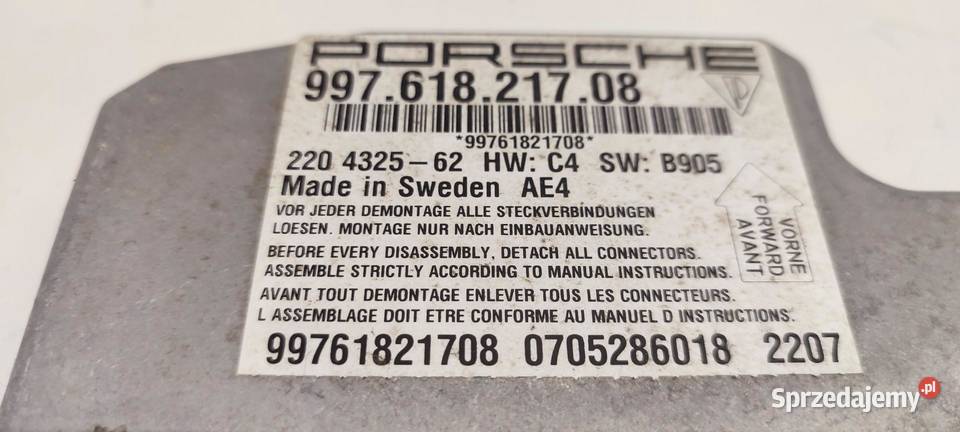 PORSCHE
997.618.217.08
*99761821708*
220 4325-62 HW: C4 SW: B905
Made in Sweden AE4
VOR JEDER DEMONTAGE ALLE STECKVERBINDUNGEN
LOESEN. MONTAGE NUR NACH EINBAUANWEISUNG.
BEFORE EVERY DISASSEMBLY, DETACH ALL CONNECTORS.
ASSEMBLE STRICTLY ACCORDING TO MANUAL INSTRUCTIONS.
AVANT TOUT DEMONTAGE ENLEVER TOUS LES CONNECTEURS.
L ASSEMBLAGE DOIT ETRE CONFORME AU MANUEL D INSTRUCTIONS.
99761821708 0705286018 2207
VORNE
FORWARD
AVANT
Sprzedajemy.pl